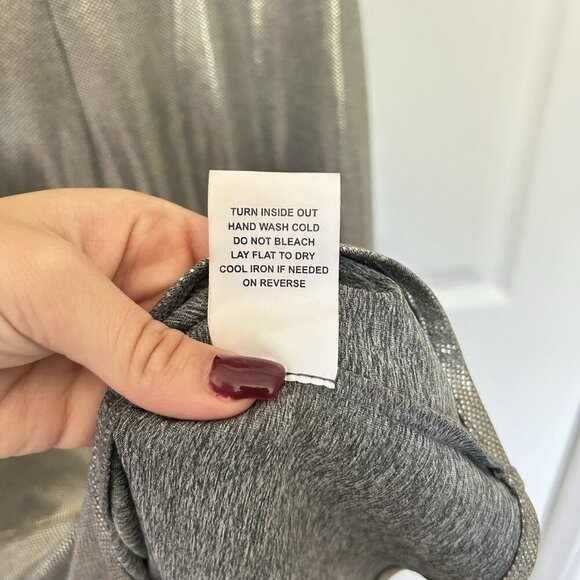 TURN INSIDE OUT
HAND WASH COLD
DO NOT BLEACH
LAY FLAT TO DRY
COOL IRON IF NEEDED
ON REVERSE